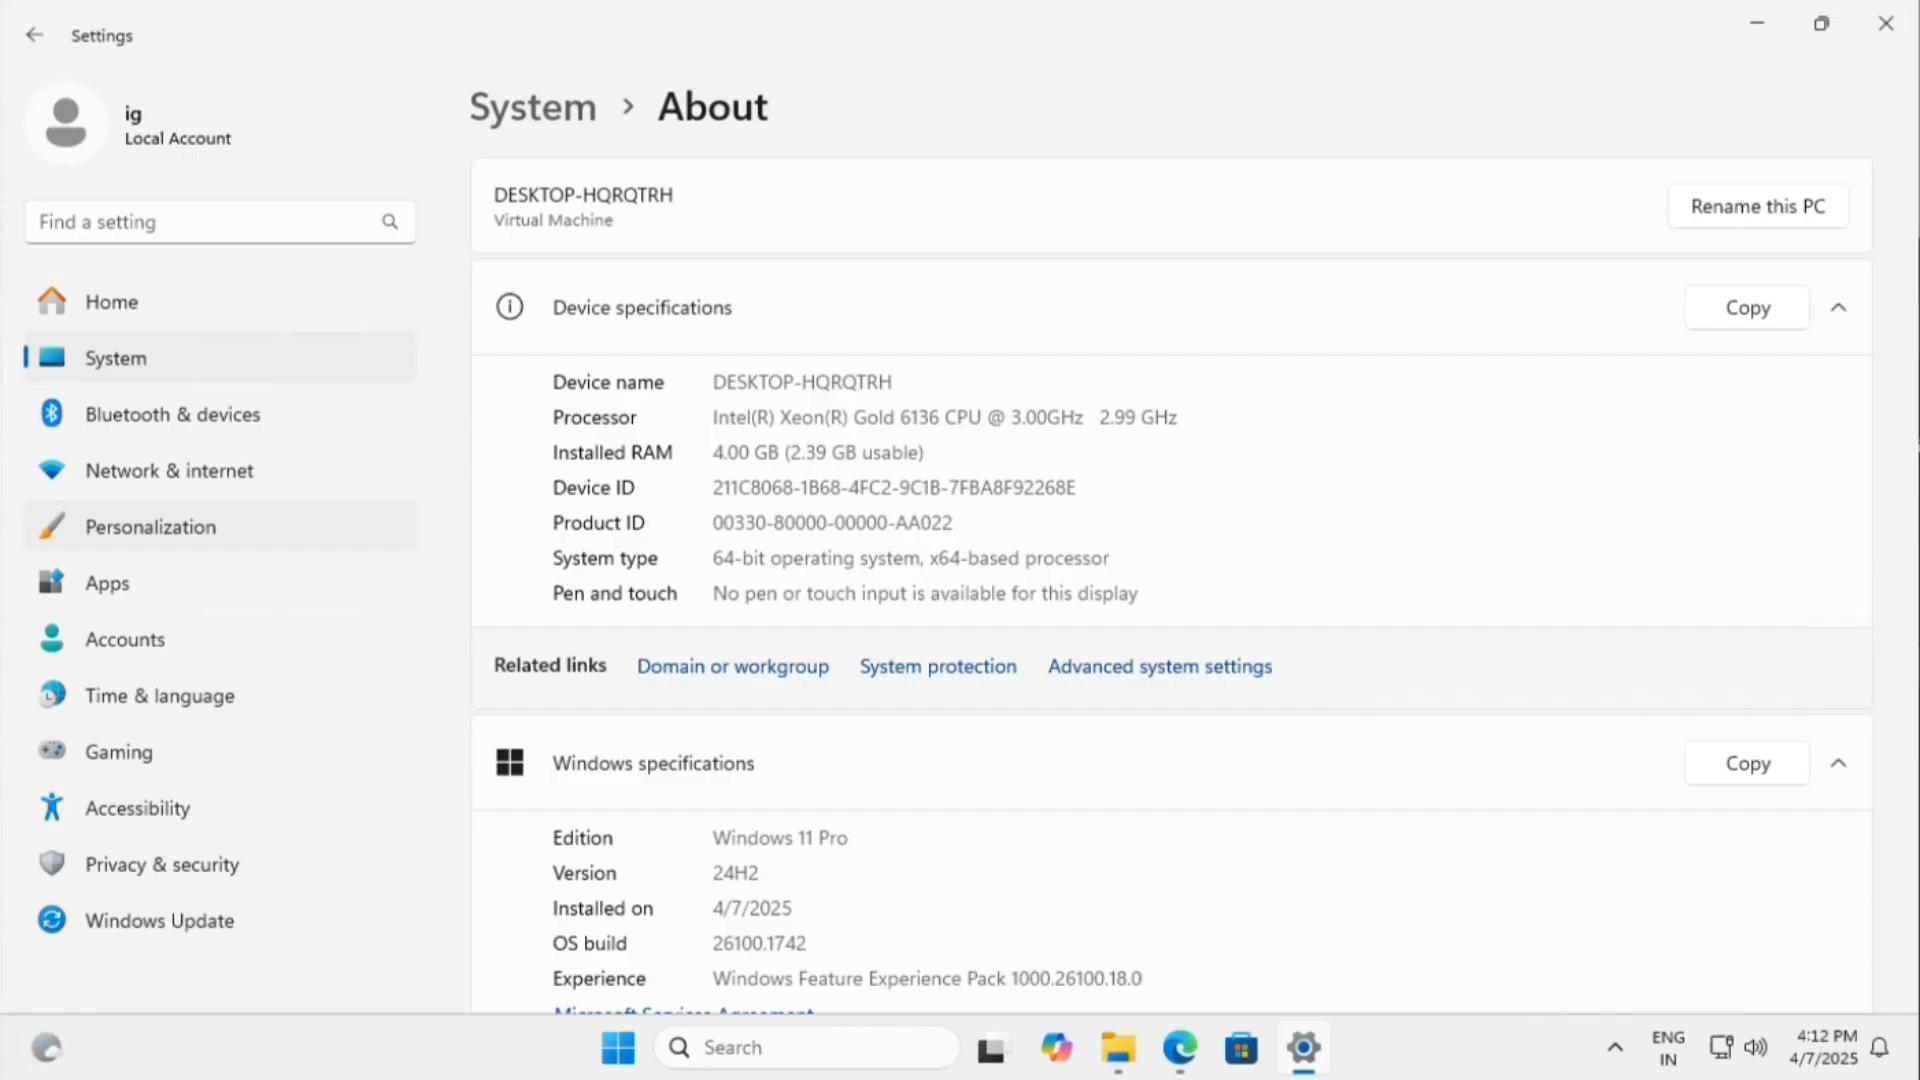 Settings
ig
Local Account
Find a setting
Home
System
Bluetooth & devices
Network & internet
Personalization
Apps
Accounts
Time & language
Gaming
Accessibility
Privacy & security
Windows Update
System > About
DESKTOP-HQRQTRH
Virtual Machine
Rename this PC
Device specifications
Copy
Device name DESKTOP-HQRQTRH
Processor Intel(R) Xeon(R) Gold 6136 CPU @ 3.00GHz 2.99 GHz
Installed RAM 4.00 GB (2.39 GB usable)
Device ID 211C8068-1B68-4FC2-9C1B-7FBA8F92268E
Product ID 00330-80000-00000-AA022
System type 64-bit operating system, x64-based processor
Pen and touch No pen or touch input is available for this display
Related links Domain or workgroup System protection Advanced system settings
Windows specifications
Copy
Edition Windows 11 Pro
Version 24H2
Installed on 4/7/2025
OS build 26100.1742
Experience Windows Feature Experience Pack 1000.26100.18.0
Microsoft Services Agreement
Search
ENG
IN
4:12 PM
4/7/2025